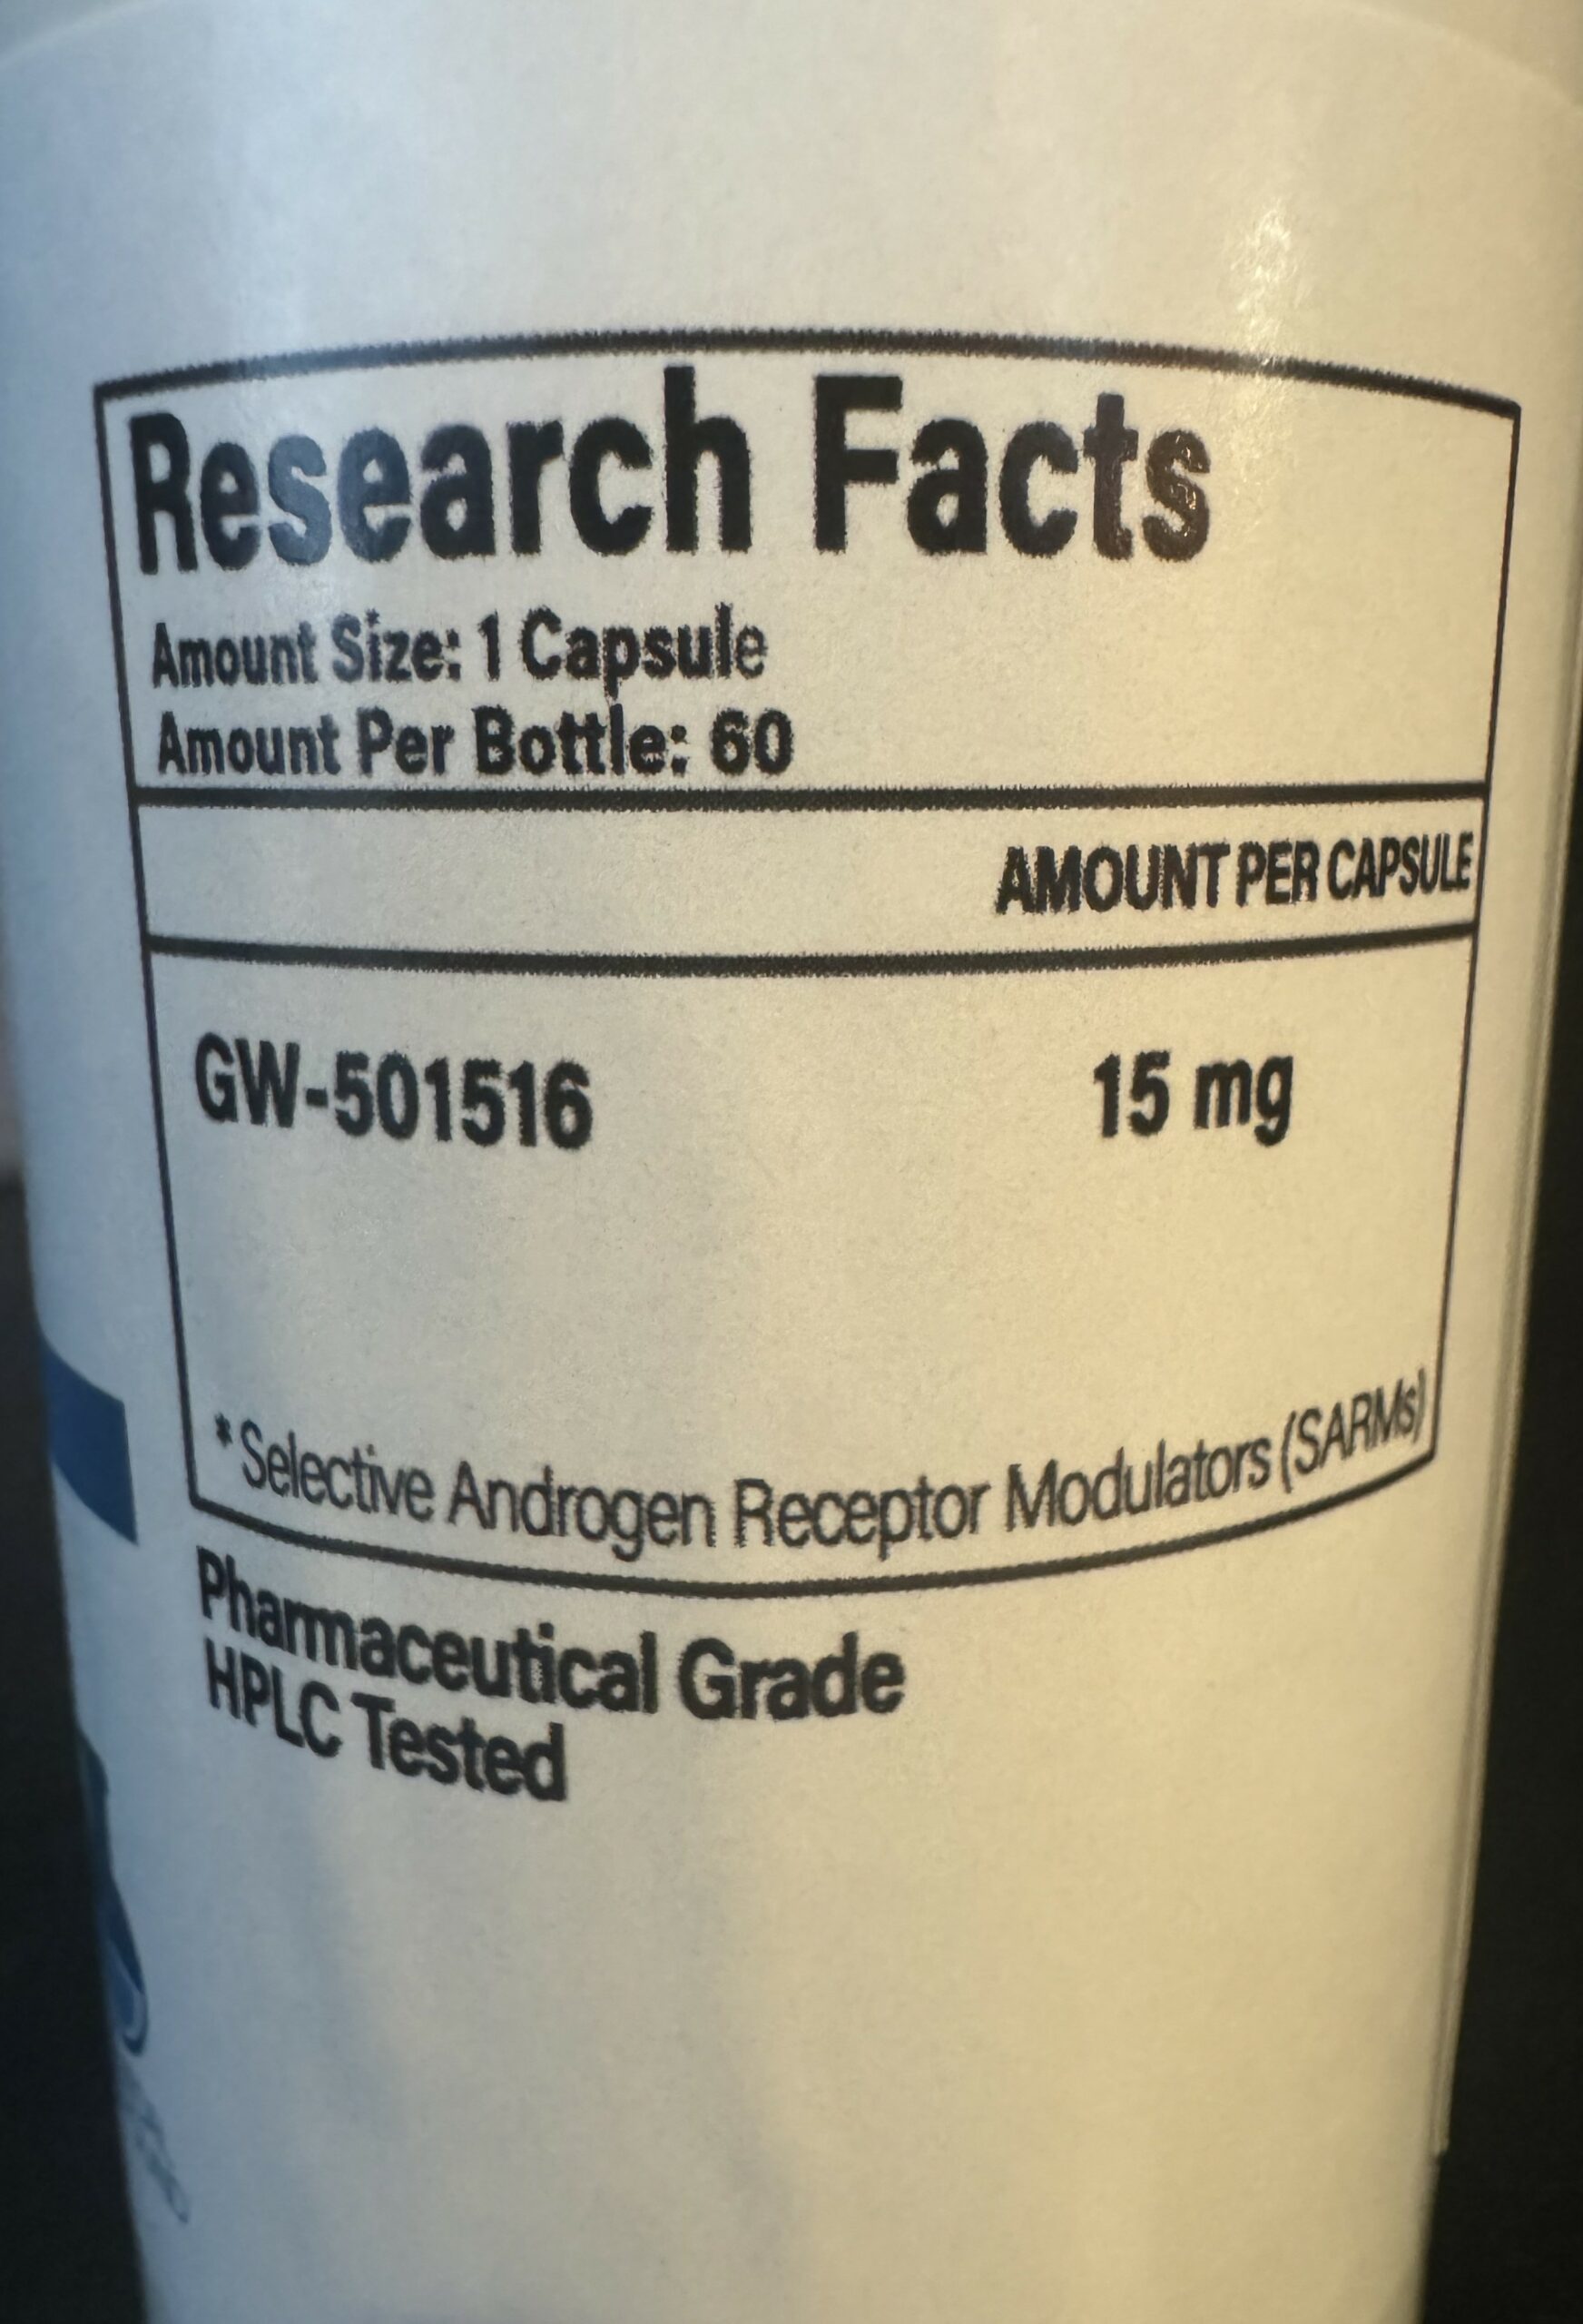 Research Facts
Amount Size: 1 Capsule
Amount Per Bottle: 60
AMOUNT PER CAPSULE
GW-501516 15 mg
* Selective Androgen Receptor Modulators (SARMs)
Pharmaceutical Grade
HPLC Tested